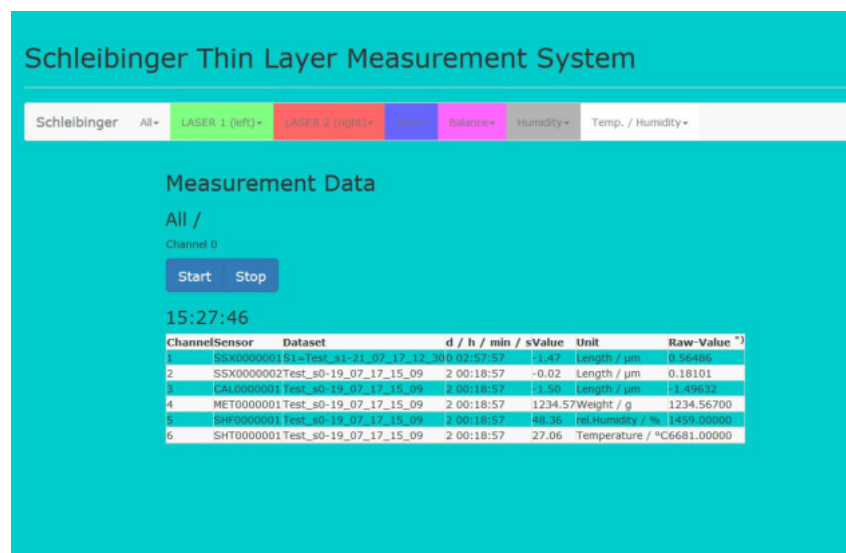 Schleibinger Thin Layer Measurement System
Schleibinger All LASER 1 (left) LASER 2 (right) Balance Humidity Temp. / Humidity
Measurement Data
All /
Channel 0
Start Stop
15:27:46
Channel Sensor Dataset d / h / min / s Value Unit Raw-Value *)
1 SSX0000001 S1=Test_s1-21_07_17_12_30 0 02:57:57 -1.47 Length / µm 0.56486
2 SSX0000002 Test_s0-19_07_17_15_09 2 00:18:57 -0.02 Length / µm 0.18101
3 CAL0000001 Test_s0-19_07_17_15_09 2 00:18:57 -1.50 Length / µm -1.49632
4 MET0000001 Test_s0-19_07_17_15_09 2 00:18:57 1234.57 Weight / g 1234.56700
5 SHF0000001 Test_s0-19_07_17_15_09 2 00:18:57 48.36 rel.Humidity / % 1459.00000
6 SHT0000001 Test_s0-19_07_17_15_09 2 00:18:57 27.06 Temperature / °C 6681.00000